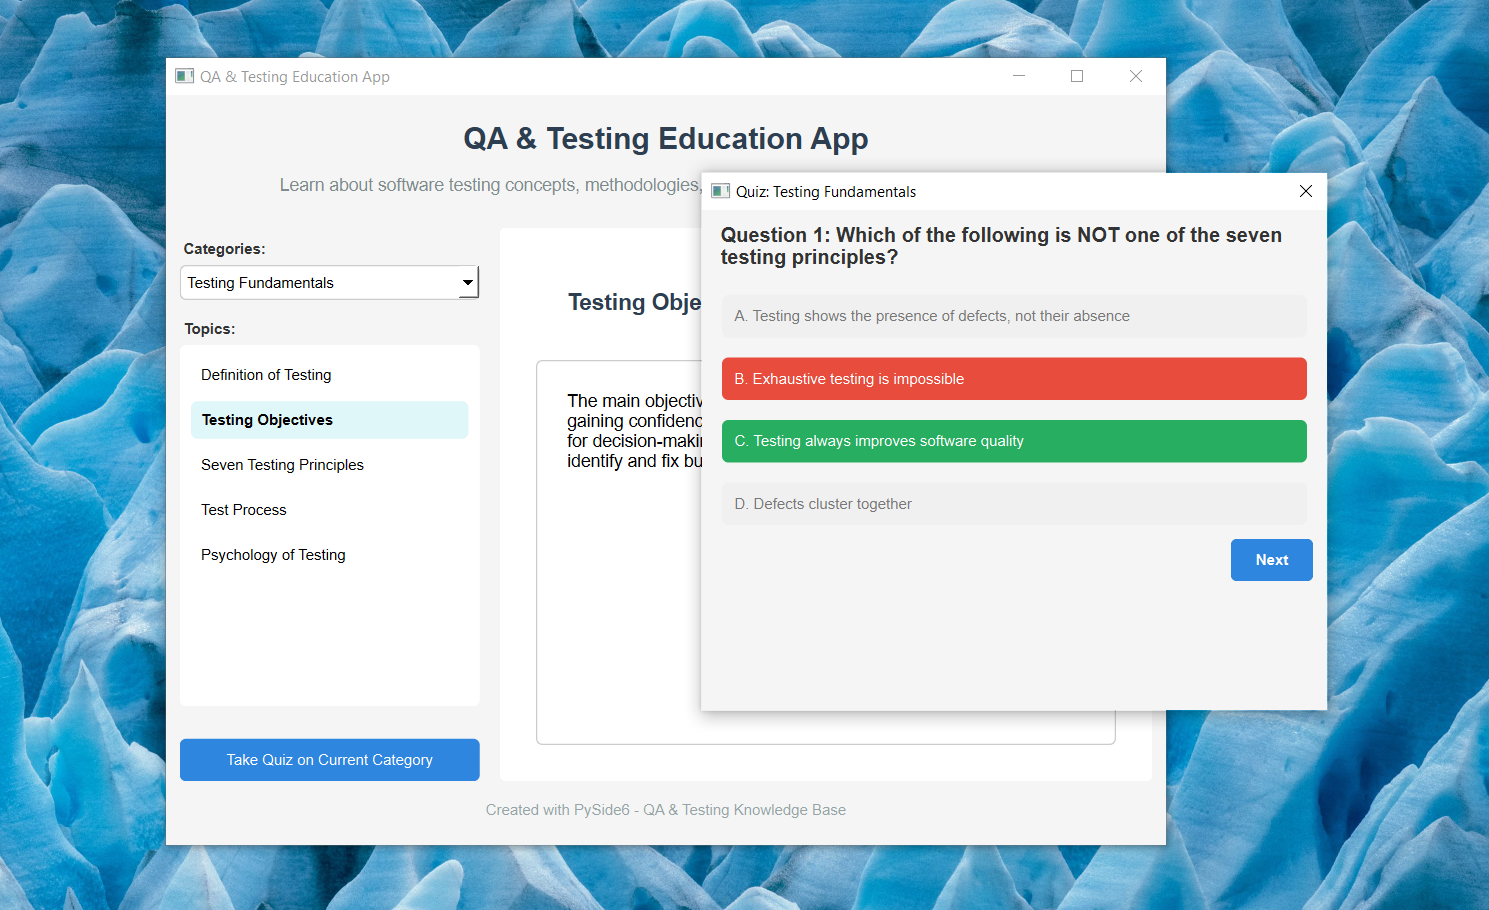 QA & Testing Education App
QA & Testing Education App
Learn about software testing concepts, methodologies,
Categories:
Testing Fundamentals
Topics:
Definition of Testing
Testing Objectives
Seven Testing Principles
Test Process
Psychology of Testing
Take Quiz on Current Category
Testing Obje
The main objectiv
gaining confidenc
for decision-makin
identify and fix bu
Created with PySide6 - QA & Testing Knowledge Base
Quiz: Testing Fundamentals
Question 1: Which of the following is NOT one of the seven
testing principles?
A. Testing shows the presence of defects, not their absence
B. Exhaustive testing is impossible
C. Testing always improves software quality
D. Defects cluster together
Next